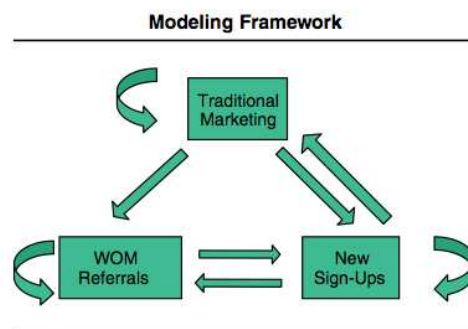 Modeling Framework
Traditional
Marketing
WOM
Referrals
New
Sign-Ups